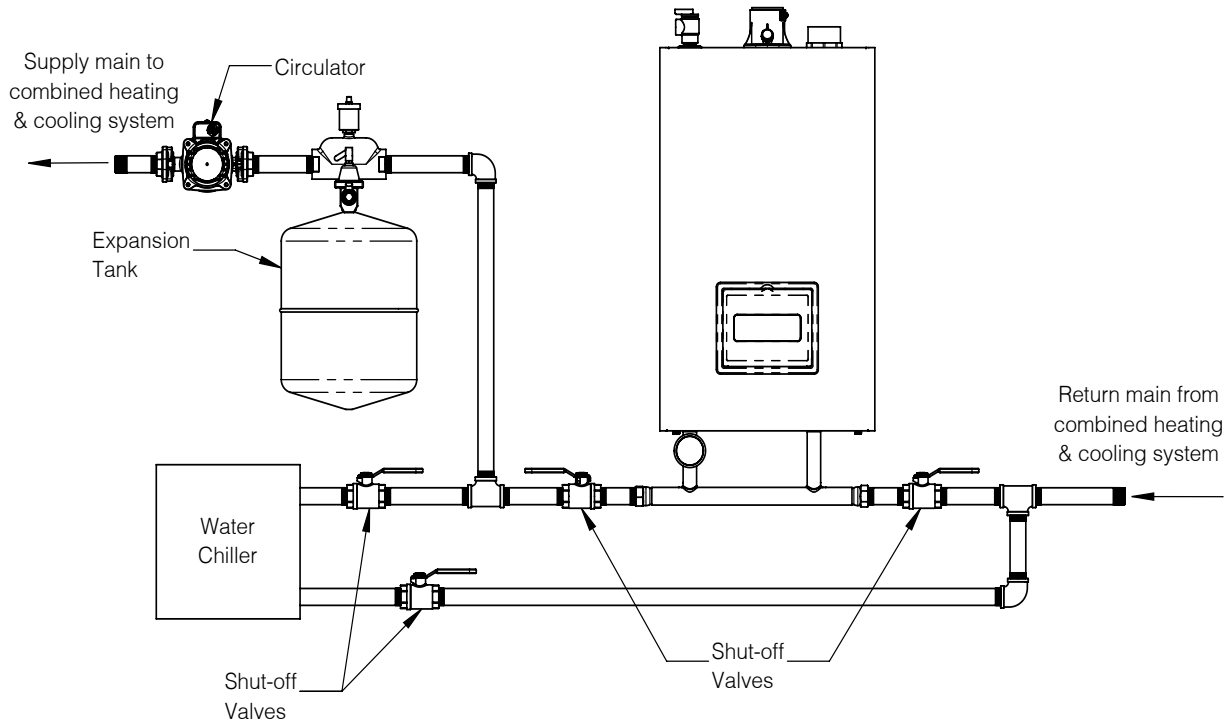 Supply main to
combined heating
& cooling system
Circulator
Expansion
Tank
Return main from
combined heating
& cooling system
Water
Chiller
Shut-off
Valves
Shut-off
Valves